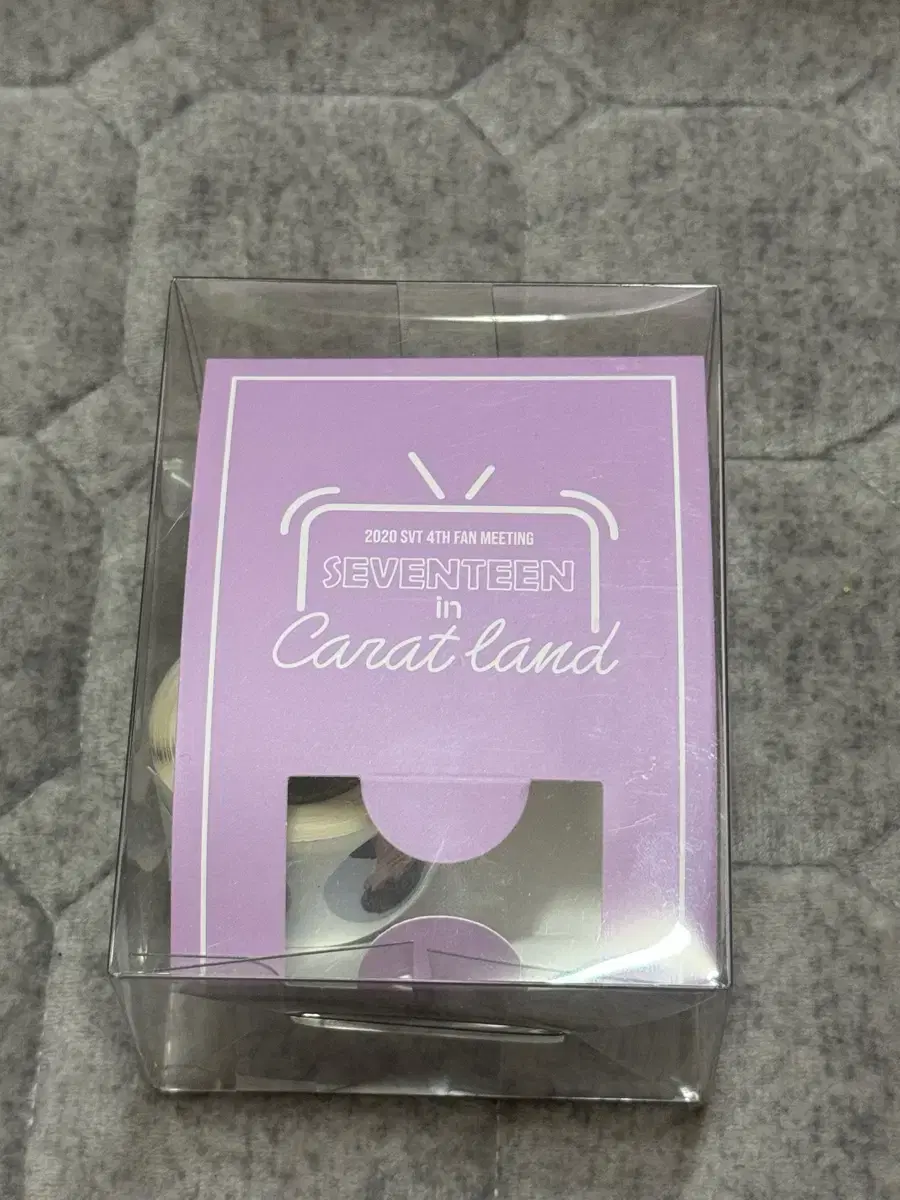 2020 SVT 4TH FAN MEETING
SEVENTEEN
in
Carat land